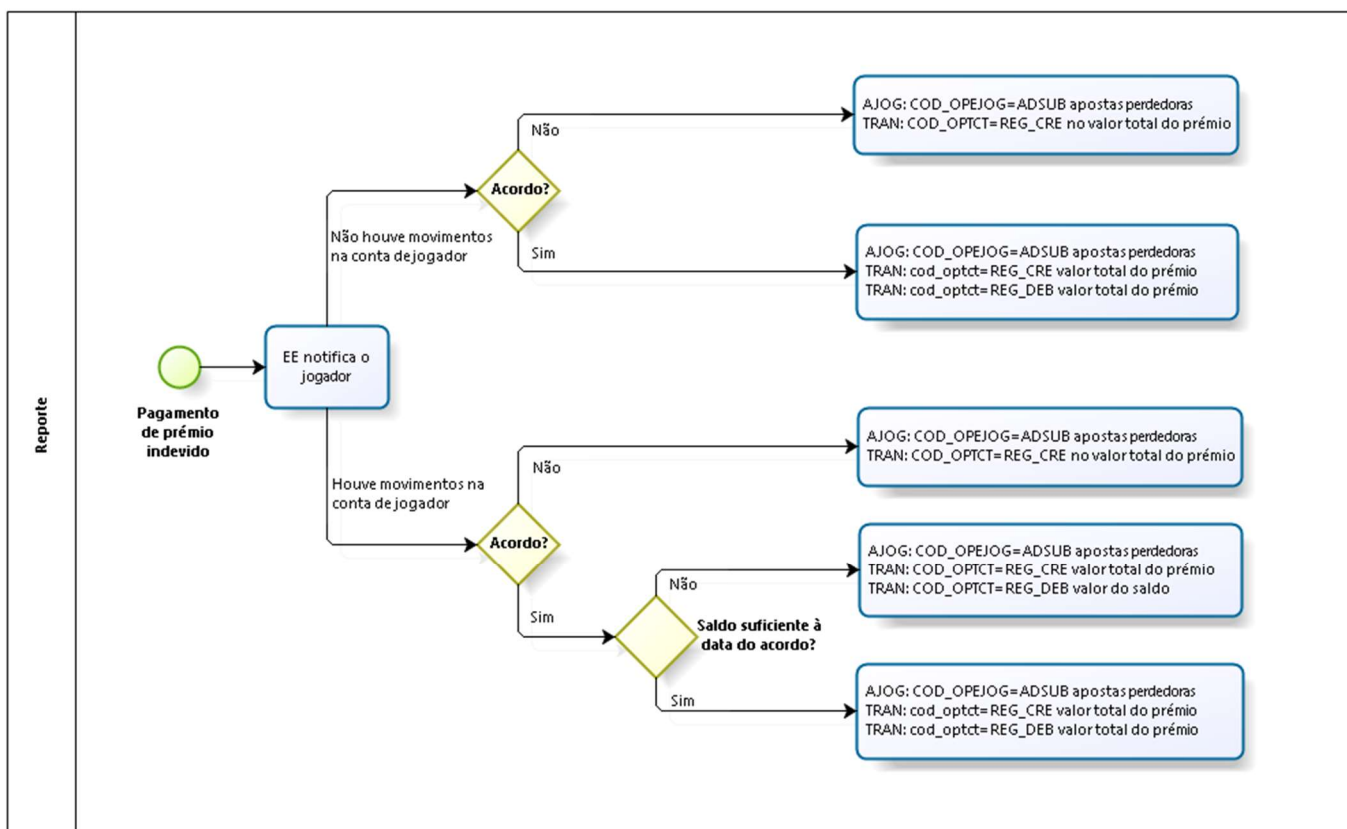 Reporte
Pagamento
de prémio
indevido
EE notifica o
jogador
Não houve movimentos
na conta de jogador
Acordo?
Não
AJOG: COD_OPEJOG=ADSUB apostas perdedoras
TRAN: COD_OPTCT=REG_CRE no valor total do prémio
Sim
AJOG: COD_OPEJOG=ADSUB apostas perdedoras
TRAN: cod_optct=REG_CRE valor total do prémio
TRAN: cod_optct=REG_DEB valor total do prémio
Houve movimentos na
conta de jogador
Acordo?
Não
AJOG: COD_OPEJOG=ADSUB apostas perdedoras
TRAN: COD_OPTCT=REG_CRE no valor total do prémio
Sim
Saldo suficiente à
data do acordo?
Não
AJOG: COD_OPEJOG=ADSUB apostas perdedoras
TRAN: COD_OPTCT=REG_CRE valor total do prémio
TRAN: COD_OPTCT=REG_DEB valor do saldo
Sim
AJOG: COD_OPEJOG=ADSUB apostas perdedoras
TRAN: cod_optct=REG_CRE valor total do prémio
TRAN: cod_optct=REG_DEB valor total do prémio